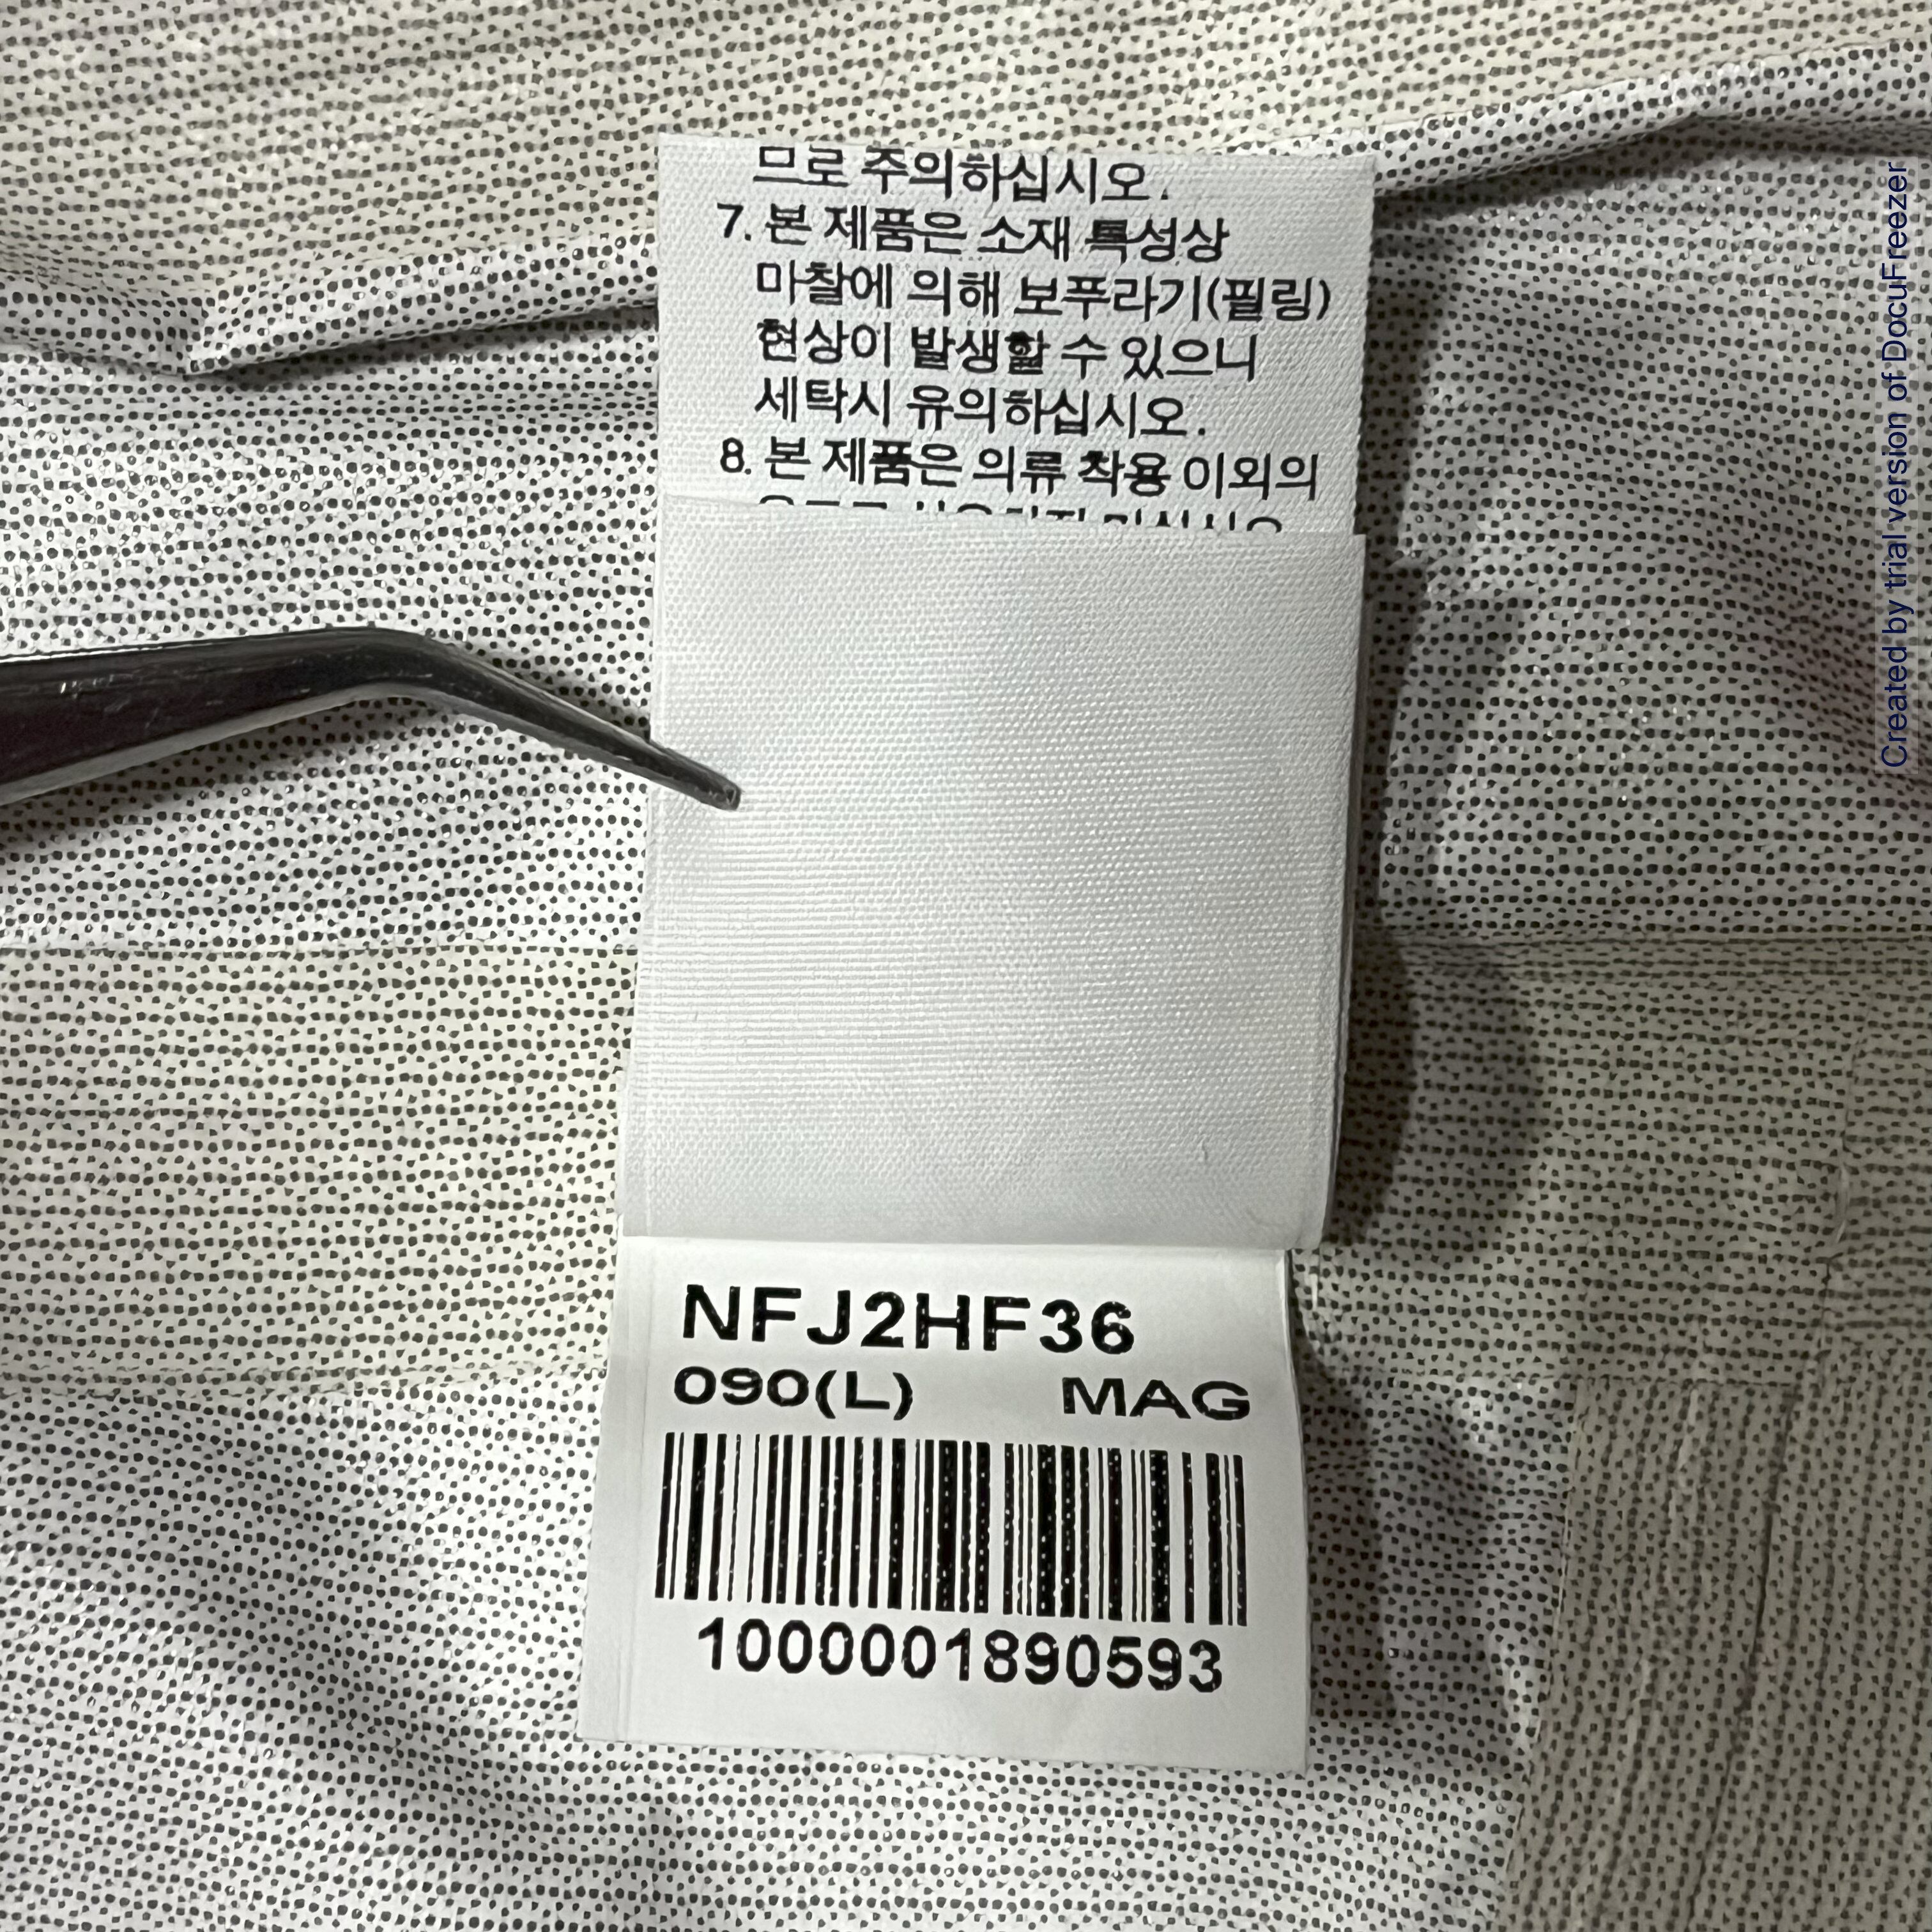 므로 주의하십시오.
7. 본 제품은 소재 특성상
마찰에 의해 보푸라기(필링)
현상이 발생할 수 있으니
세탁시 유의하십시오.
8. 본 제품은 의류 착용 이외의
NFJ2HF36
090(L) MAG
1000001890593
Created by trial version of DocuFreezer